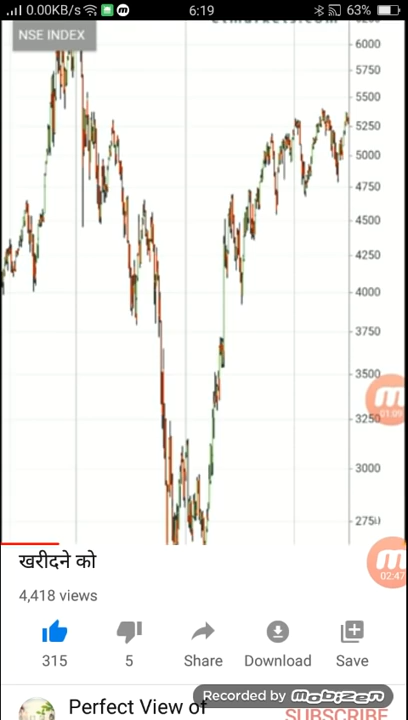 0.00KB/s 6:19 63%
NSE INDEX
etmarkets.com
6000
5750
5500
5250
5000
4750
4500
4250
4000
3750
3500
3250
3000
2750
01:09
02:47
खरीदने को
4,418 views
315 5 Share Download Save
Perfect View of
SUBSCRIBE
Recorded by mobizen